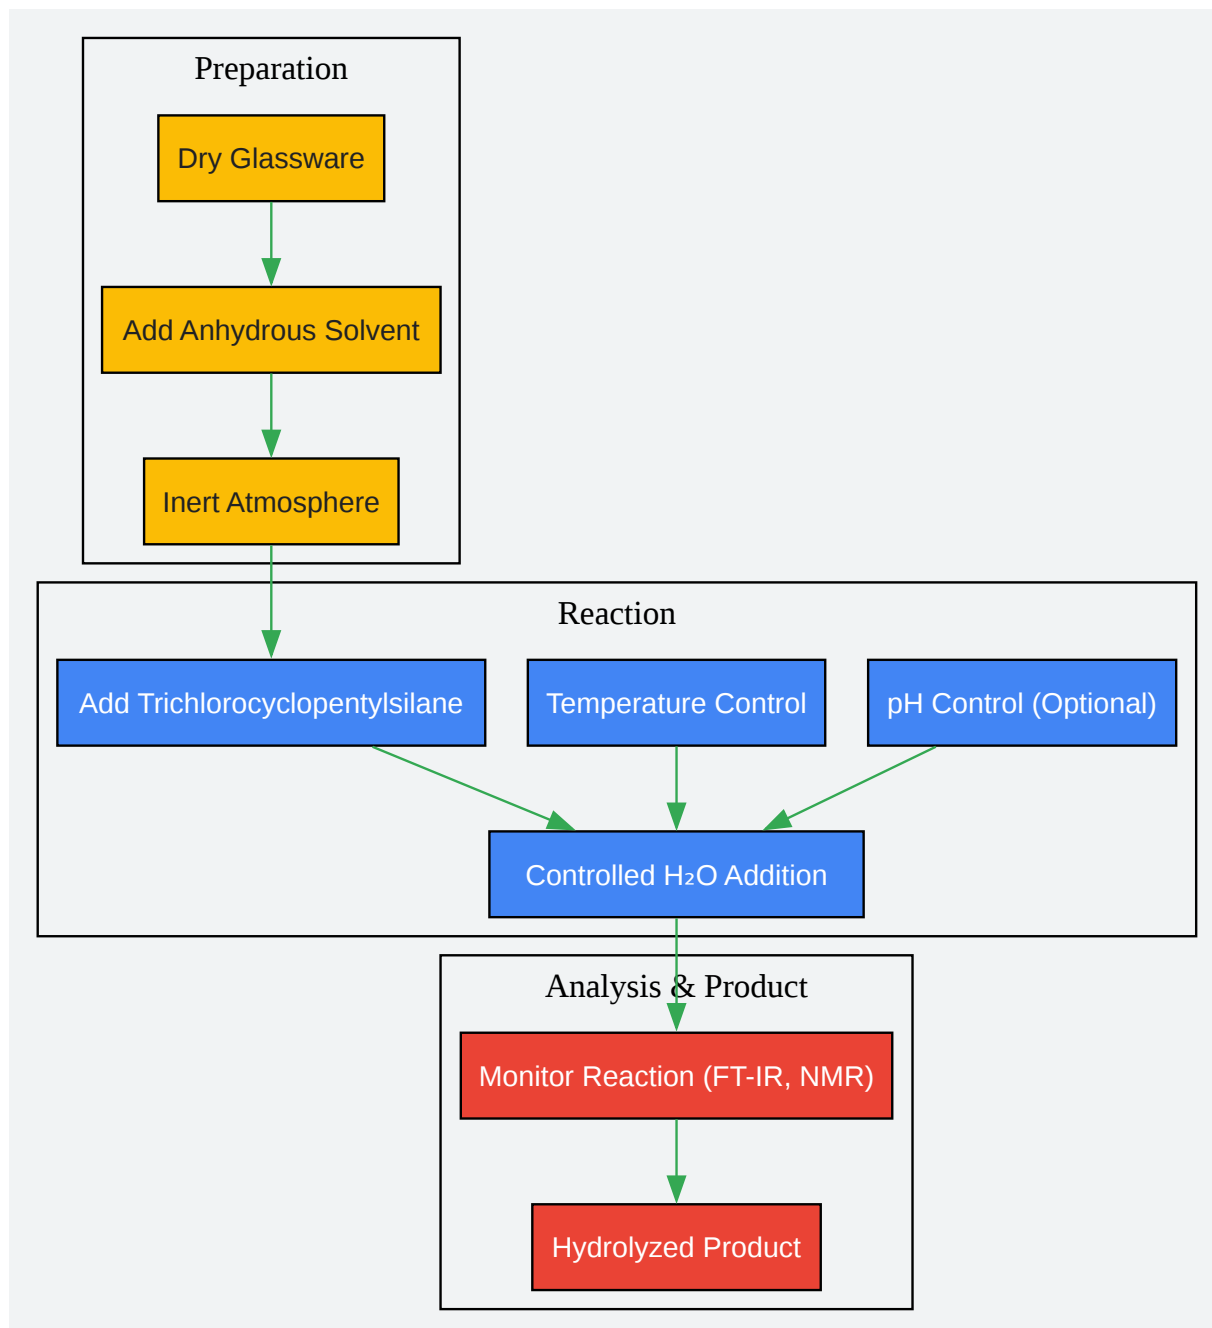 Preparation
Dry Glassware
Add Anhydrous Solvent
Inert Atmosphere
Reaction
Add Trichlorocyclopentylsilane
Temperature Control
pH Control (Optional)
Controlled H₂O Addition
Analysis & Product
Monitor Reaction (FT-IR, NMR)
Hydrolyzed Product